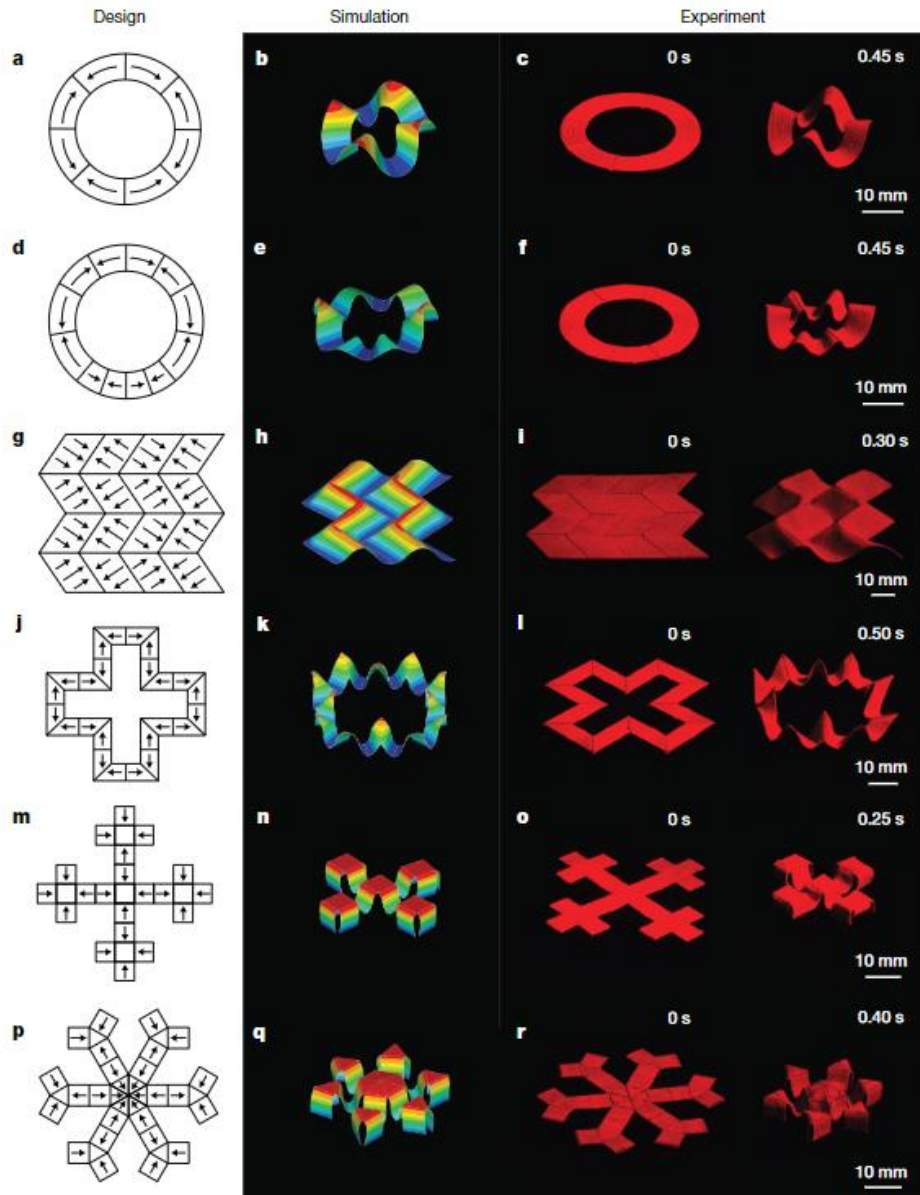 Design Simulation Experiment
a b c 0 s 0.45 s
10 mm
d e f 0 s 0.45 s
10 mm
g h i 0 s 0.30 s
10 mm
j k l 0 s 0.50 s
10 mm
m n o 0 s 0.25 s
10 mm
p q r 0 s 0.40 s
10 mm